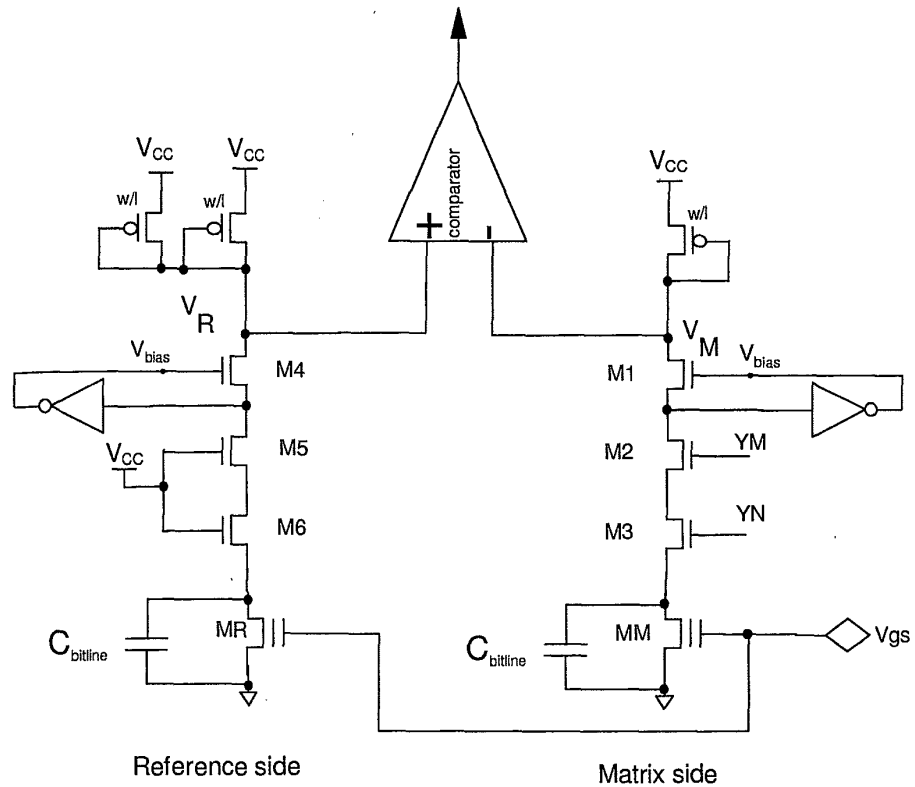 comparator
+
-
VCC
VCC
VCC
w/l
w/l
w/l
VR
VM
Vbias
Vbias
M4
M1
VCC
M5
M2
YM
M6
M3
YN
Cbitline
MR
Cbitline
MM
Vgs
Reference side
Matrix side